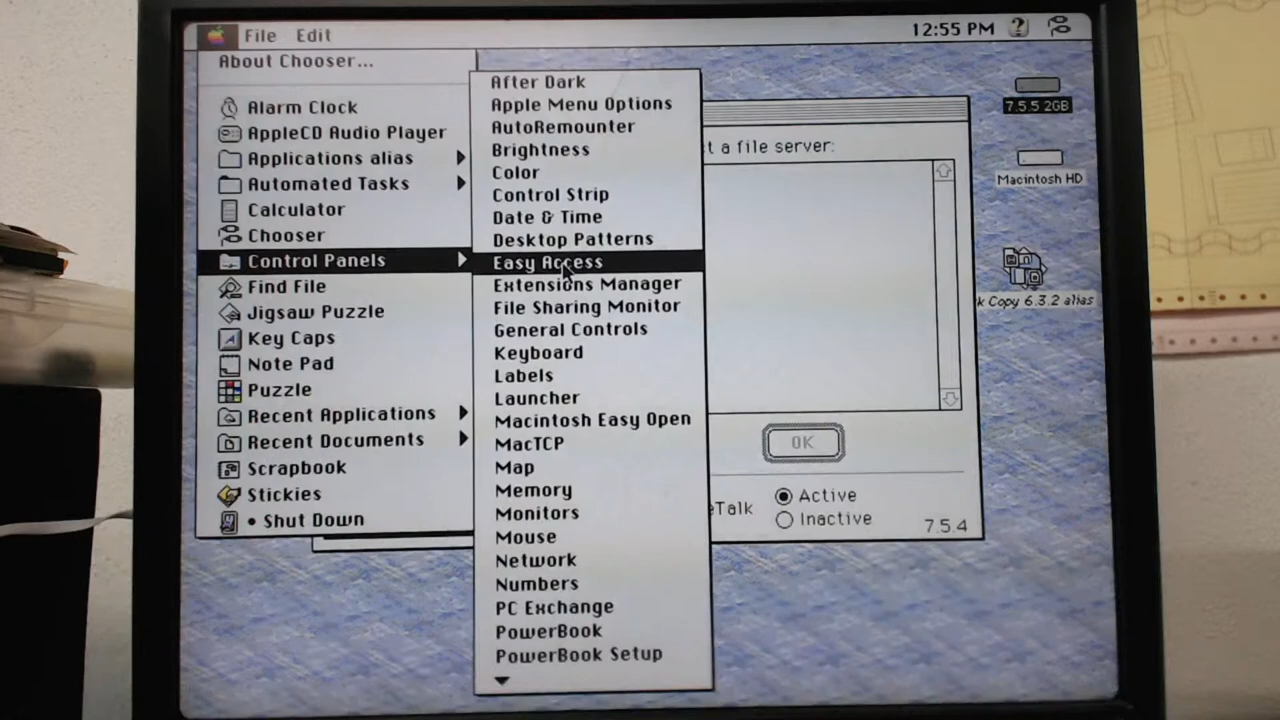 File Edit
12:55 PM
About Chooser...
Alarm Clock
AppleCD Audio Player
Applications alias
Automated Tasks
Calculator
Chooser
Control Panels
Find File
Jigsaw Puzzle
Key Caps
Note Pad
Puzzle
Recent Applications
Recent Documents
Scrapbook
Stickies
• Shut Down
After Dark
Apple Menu Options
AutoRemounter
Brightness
Color
Control Strip
Date & Time
Desktop Patterns
Easy Access
Extensions Manager
File Sharing Monitor
General Controls
Keyboard
Labels
Launcher
Macintosh Easy Open
MacTCP
Map
Memory
Monitors
Mouse
Network
Numbers
PC Exchange
PowerBook
PowerBook Setup
t a file server:
OK
eTalk
Active
Inactive
7.5.4
7.5.5 2GB
Macintosh HD
k Copy 6.3.2 alias